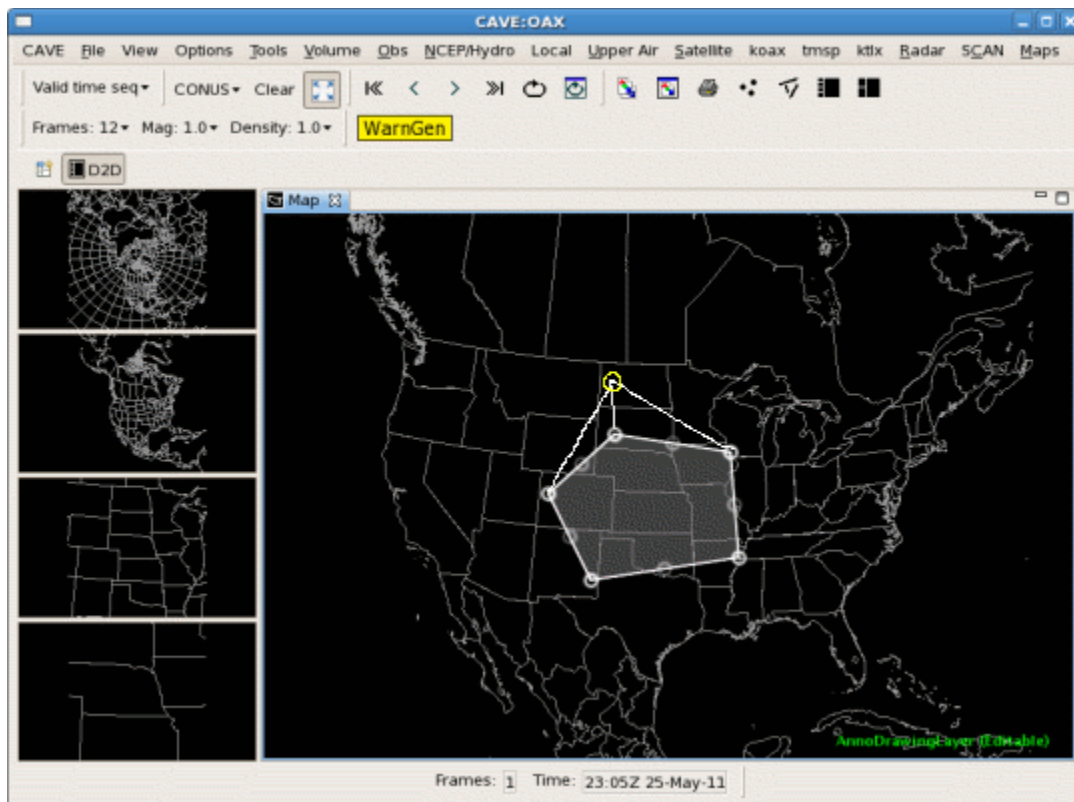 CAVE:OAX
CAVE File View Options Tools Volume Obs NCEP/Hydro Local Upper Air Satellite koax tmsp ktlx Radar SCAN Maps
Valid time seq CONUS Clear
Frames: 12 Mag: 1.0 Density: 1.0 WarnGen
D2D
Map
AnnoDrawingLayer (Editable)
Frames: 1 Time: 23:05Z 25-May-11